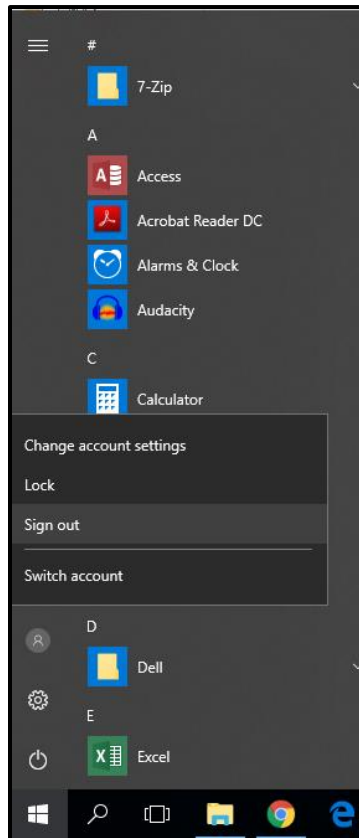 #
7-Zip
A
Access
Acrobat Reader DC
Alarms & Clock
Audacity
C
Calculator
Change account settings
Lock
Sign out
Switch account
D
Dell
E
Excel